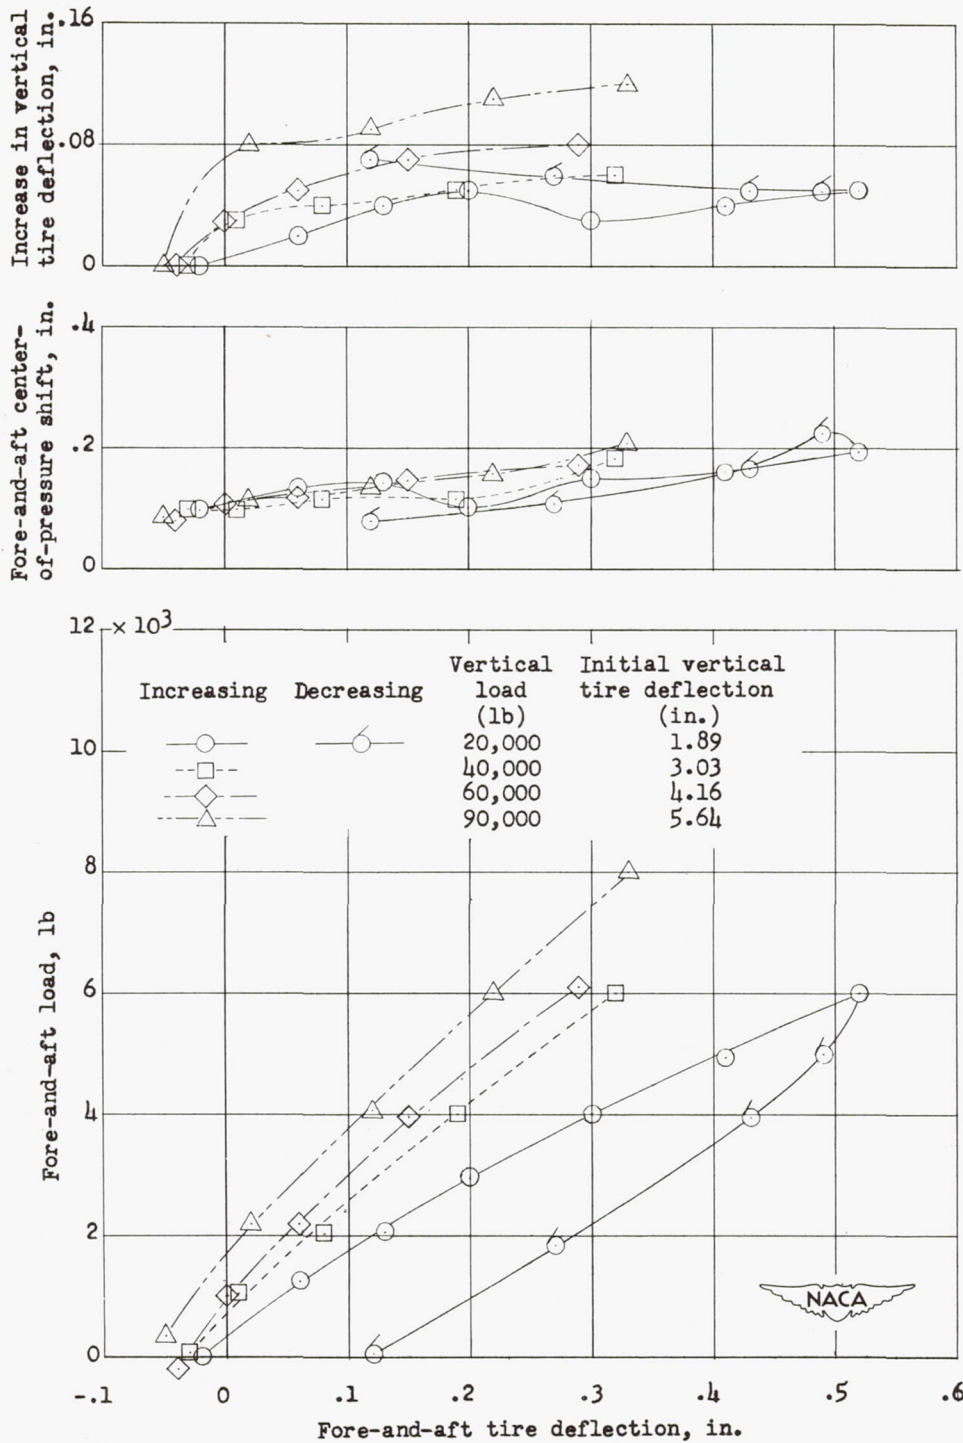 Increase in vertical
tire deflection, in.
.16
.08
0
Fore-and-aft center-
of-pressure shift, in.
.4
.2
0
12 × 10³
Increasing Decreasing Vertical load (lb) Initial vertical tire deflection (in.)
20,000 1.89
40,000 3.03
60,000 4.16
90,000 5.64
10
8
6
4
2
0
Fore-and-aft load, lb
NACA
-.1 0 .1 .2 .3 .4 .5 .6
Fore-and-aft tire deflection, in.